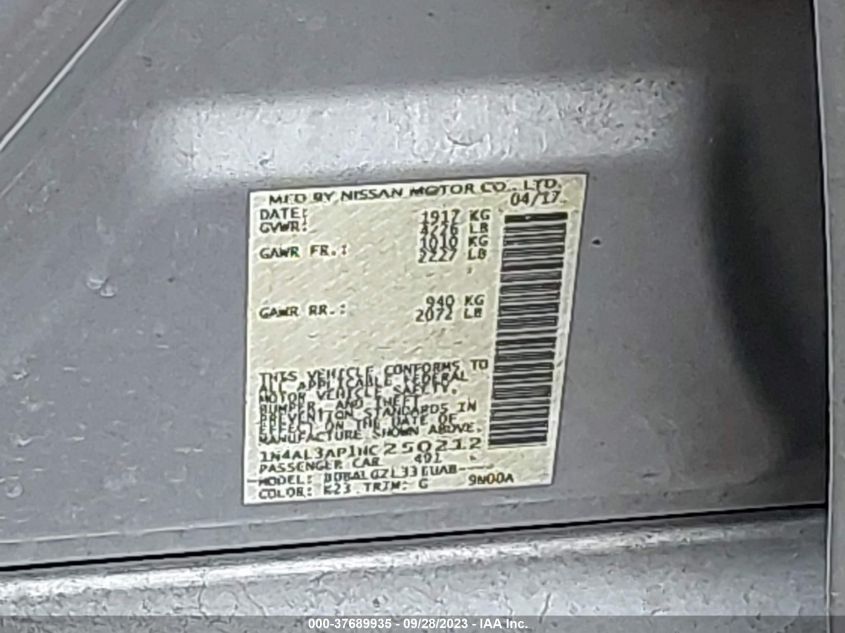 MFD BY NISSAN MOTOR CO., LTD.
DATE: 04/17
GVWR: 1917 KG
4226 LB
GAWR FR.: 1010 KG
2227 LB
GAWR RR.: 940 KG
2072 LB
THIS VEHICLE CONFORMS TO
ALL APPLICABLE FEDERAL
MOTOR VEHICLE SAFETY,
BUMPER, AND THEFT
PREVENTION STANDARDS IN
EFFECT ON THE DATE OF
MANUFACTURE SHOWN ABOVE.
1N4AL3AP1HC250212
PASSENGER CAR 491
MODEL:
COLOR: K23 TRIM: G 9N00A
000-37689935 - 09/28/2023 - IAA Inc.